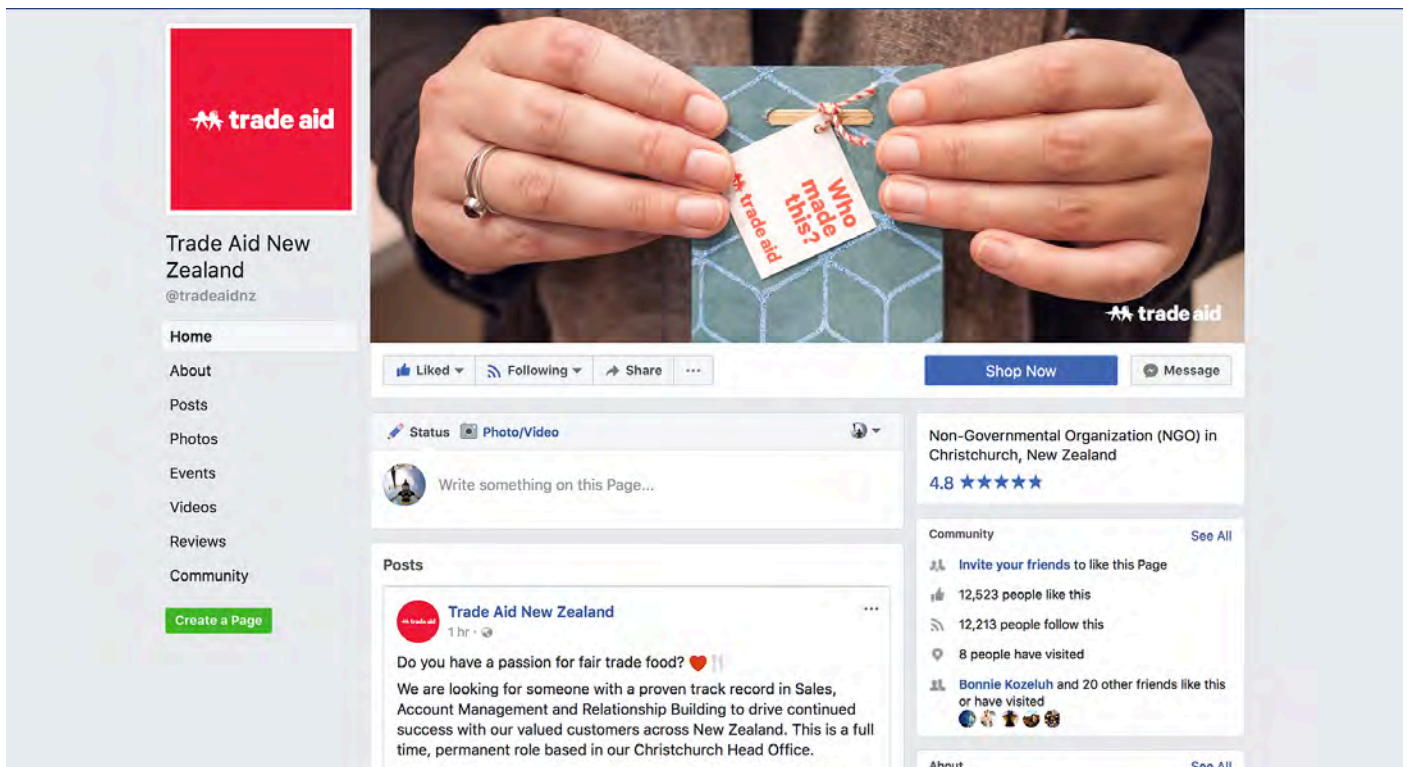 trade aid
Trade Aid New
Zealand
@tradeaidnz
Home
About
Posts
Photos
Events
Videos
Reviews
Community
Create a Page
Who
made
this?
trade aid
trade aid
Liked
Following
Share
...
Shop Now
Message
Status
Photo/Video
Write something on this Page...
Posts
trade aid
Trade Aid New Zealand
...
1 hr ·
Do you have a passion for fair trade food? ❤️🍴
We are looking for someone with a proven track record in Sales,
Account Management and Relationship Building to drive continued
success with our valued customers across New Zealand. This is a full
time, permanent role based in our Christchurch Head Office.
Non-Governmental Organization (NGO) in
Christchurch, New Zealand
4.8 ★★★★★
Community
See All
Invite your friends to like this Page
12,523 people like this
12,213 people follow this
8 people have visited
Bonnie Kozeluh and 20 other friends like this
or have visited
About
See All